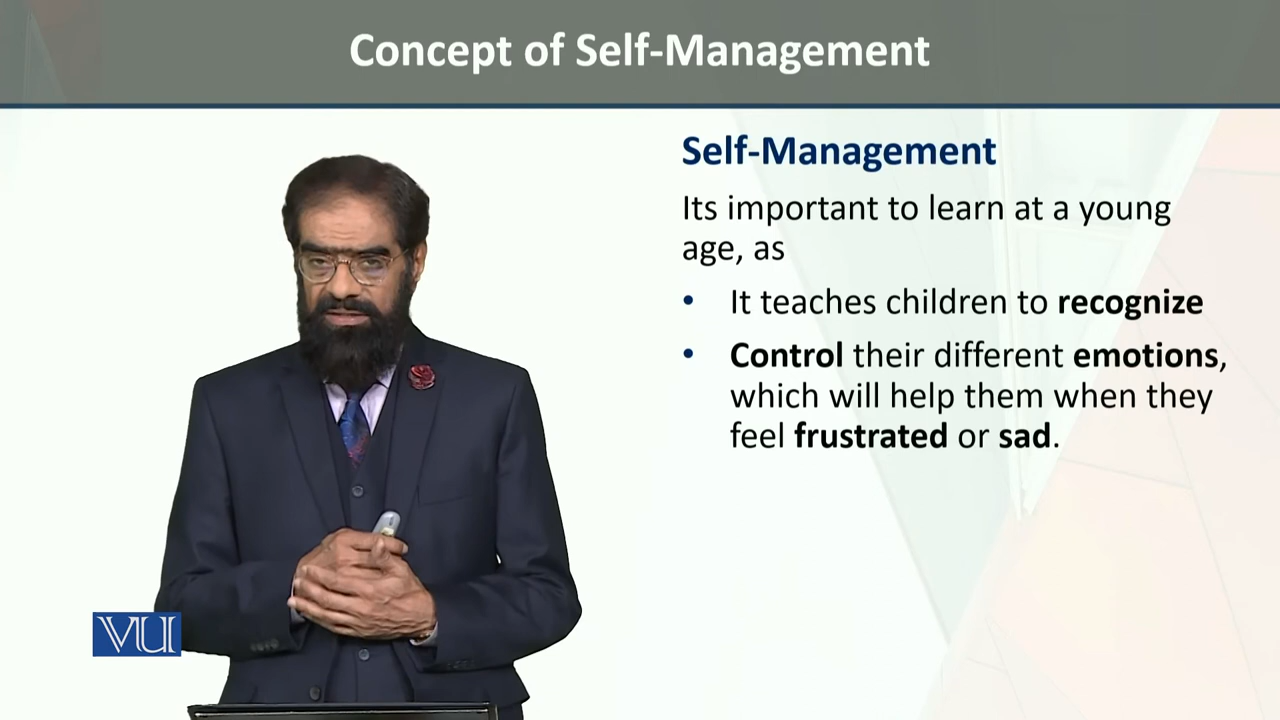 Concept of Self-Management
Self-Management
Its important to learn at a young
age, as
• It teaches children to recognize
• Control their different emotions,
which will help them when they
feel frustrated or sad.
VU